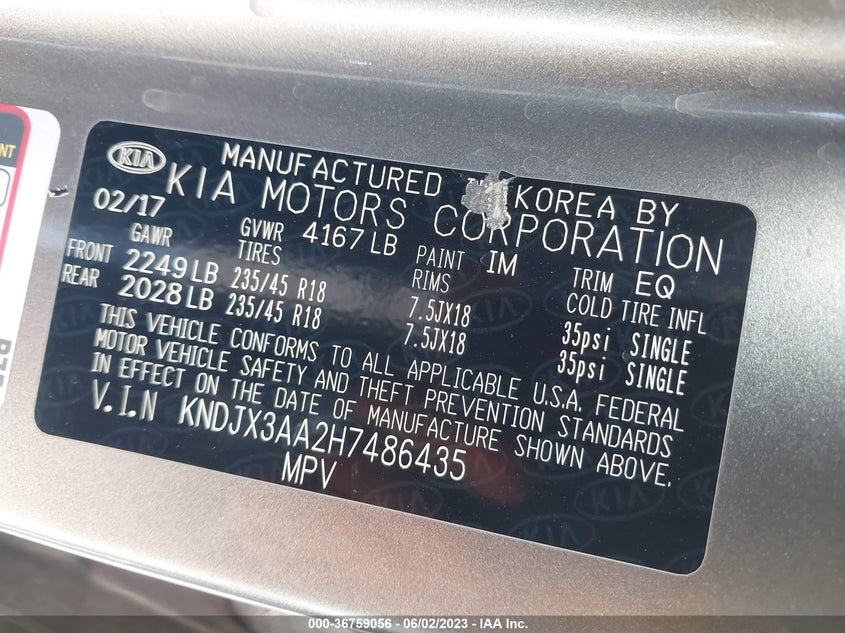 KIA
MANUFACTURED KOREA BY
KIA MOTORS CORPORATION
02/17 GVWR 4167 LB PAINT IM TRIM EQ
GAWR TIRES RIMS COLD TIRE INFL
FRONT 2249 LB 235/45 R18 7.5JX18 35psi SINGLE
REAR 2028 LB 235/45 R18 7.5JX18 35psi SINGLE
THIS VEHICLE CONFORMS TO ALL APPLICABLE U.S.A. FEDERAL
MOTOR VEHICLE SAFETY AND THEFT PREVENTION STANDARDS
IN EFFECT ON THE DATE OF MANUFACTURE SHOWN ABOVE.
V.I.N KNDJX3AA2H7486435
MPV
000-36759056 - 06/02/2023 - IAA Inc.